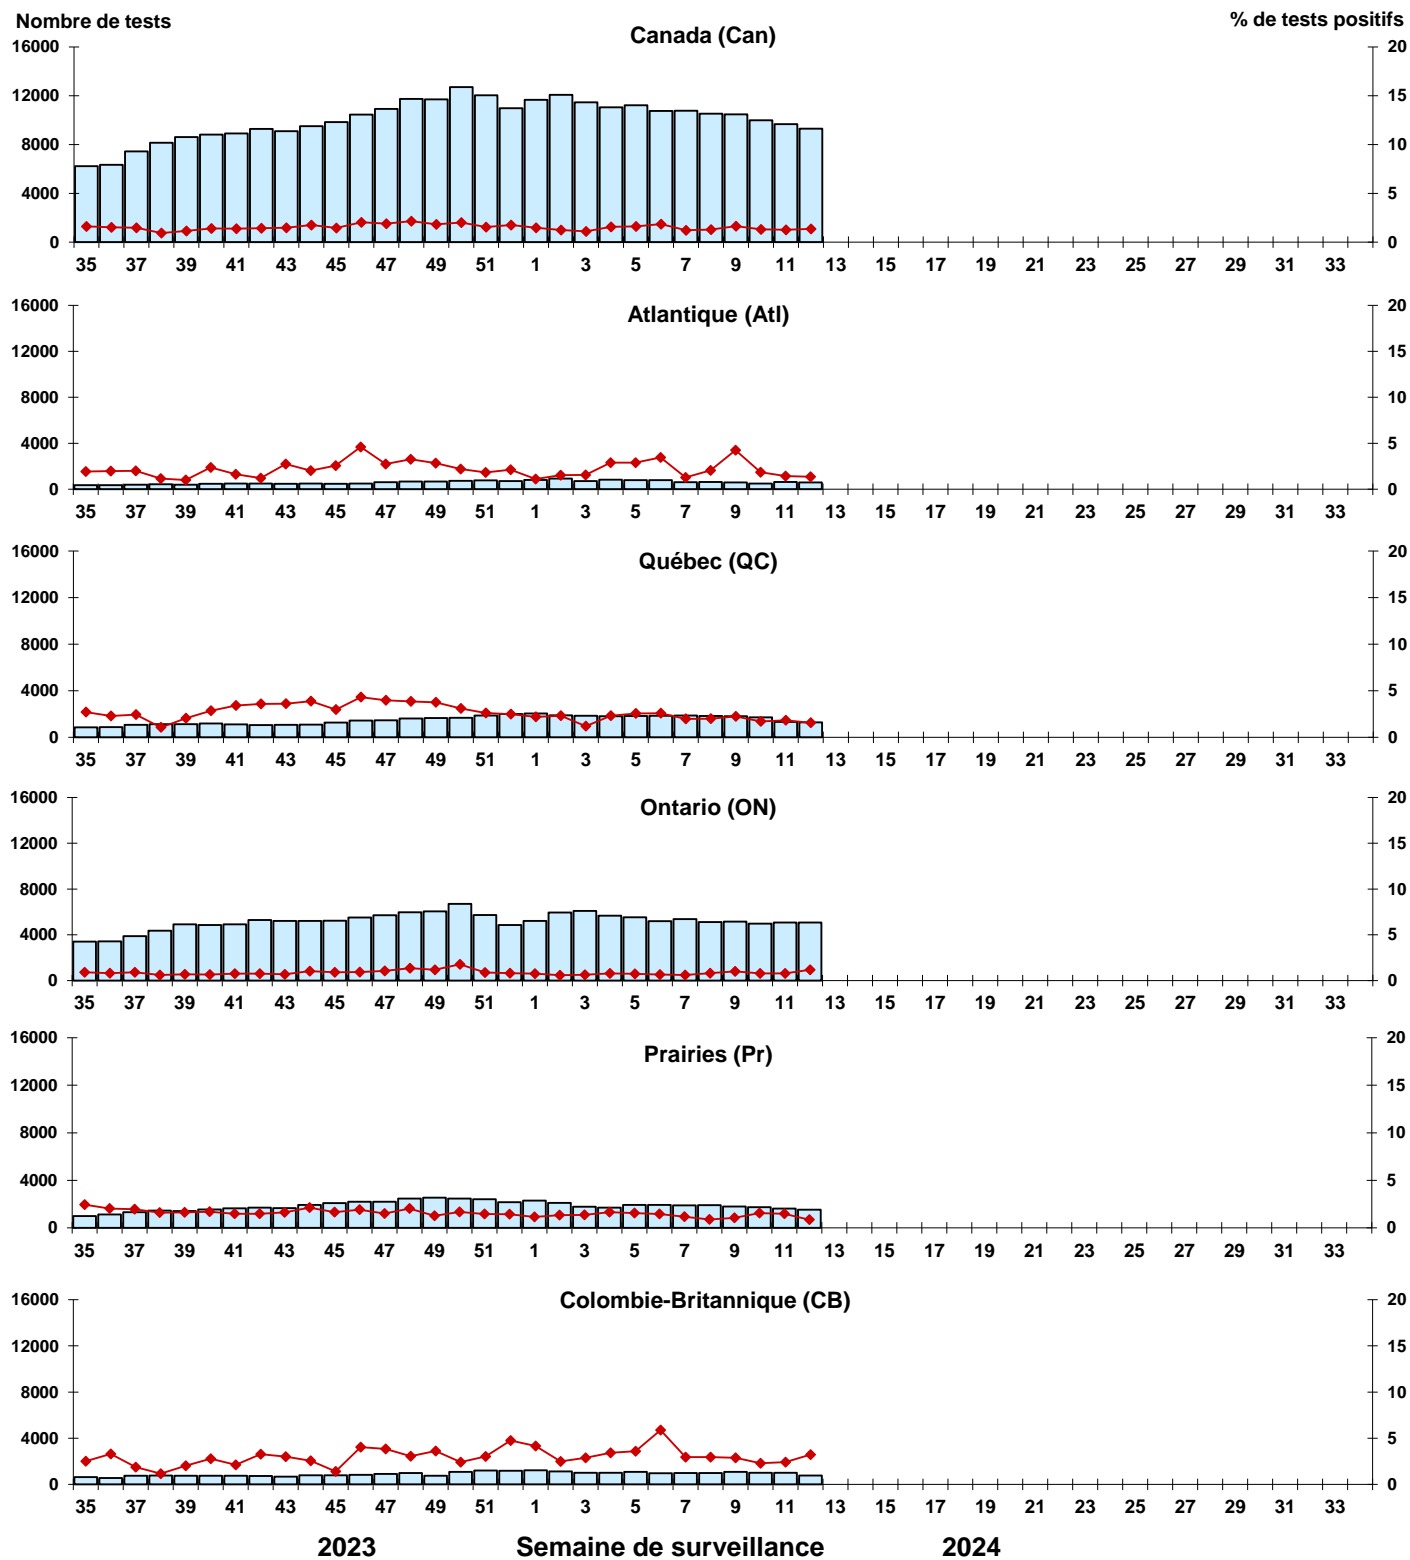 Nombre de tests
% de tests positifs
Canada (Can)
16000 20
12000 15
8000 10
4000 5
0 0
35 37 39 41 43 45 47 49 51 1 3 5 7 9 11 13 15 17 19 21 23 25 27 29 31 33
Atlantique (Atl)
16000 20
12000 15
8000 10
4000 5
0 0
35 37 39 41 43 45 47 49 51 1 3 5 7 9 11 13 15 17 19 21 23 25 27 29 31 33
Québec (QC)
16000 20
12000 15
8000 10
4000 5
0 0
35 37 39 41 43 45 47 49 51 1 3 5 7 9 11 13 15 17 19 21 23 25 27 29 31 33
Ontario (ON)
16000 20
12000 15
8000 10
4000 5
0 0
35 37 39 41 43 45 47 49 51 1 3 5 7 9 11 13 15 17 19 21 23 25 27 29 31 33
Prairies (Pr)
16000 20
12000 15
8000 10
4000 5
0 0
35 37 39 41 43 45 47 49 51 1 3 5 7 9 11 13 15 17 19 21 23 25 27 29 31 33
Colombie-Britannique (CB)
16000 20
12000 15
8000 10
4000 5
0 0
35 37 39 41 43 45 47 49 51 1 3 5 7 9 11 13 15 17 19 21 23 25 27 29 31 33
2023 Semaine de surveillance 2024